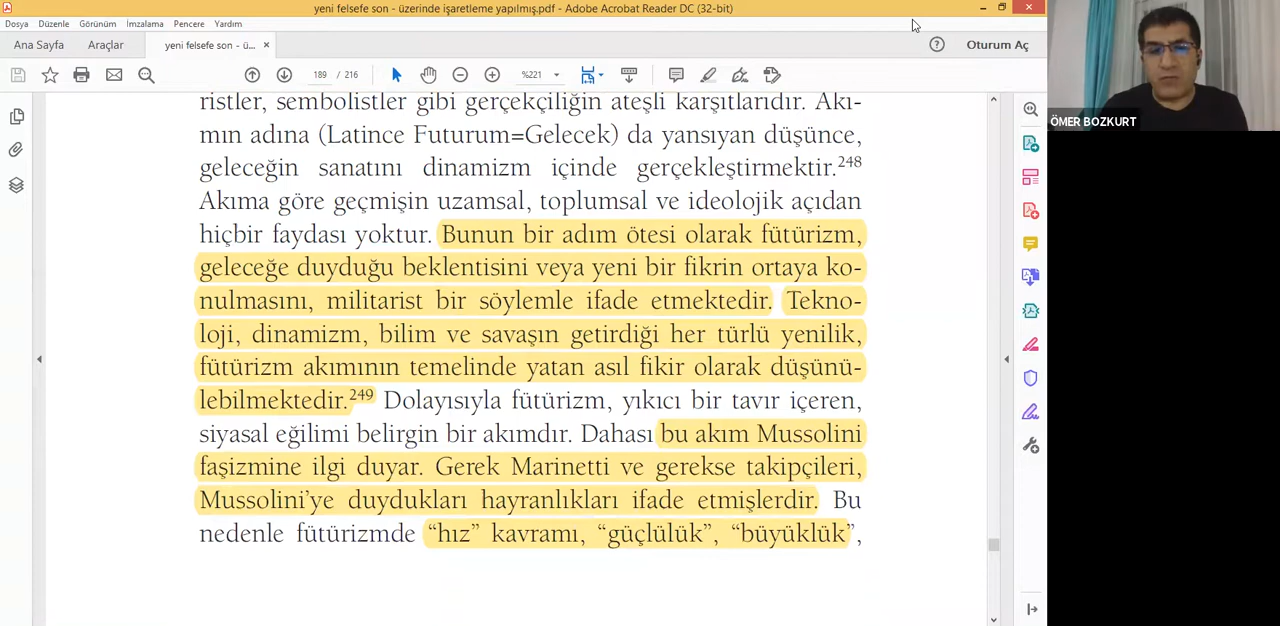 yeni felsefe son - üzerinde işaretleme yapılmış.pdf - Adobe Acrobat Reader DC (32-bit)
Dosya Düzenle Görünüm İmzalama Pencere Yardım
Ana Sayfa Araçlar yeni felsefe son - ü... × ? Oturum Aç
189 / 216 %221
ristler, sembolistler gibi gerçekçiliğin ateşli karşıtlarıdır. Akı-
mın adına (Latince Futurum=Gelecek) da yansıyan düşünce,
geleceğin sanatını dinamizm içinde gerçekleştirmektir.248
Akıma göre geçmişin uzamsal, toplumsal ve ideolojik açıdan
hiçbir faydası yoktur. Bunun bir adım ötesi olarak fütürizm,
geleceğe duyduğu beklentisini veya yeni bir fikrin ortaya ko-
nulmasını, militarist bir söylemle ifade etmektedir. Tekno-
loji, dinamizm, bilim ve savaşın getirdiği her türlü yenilik,
fütürizm akımının temelinde yatan asıl fikir olarak düşünü-
lebilmektedir.249 Dolayısıyla fütürizm, yıkıcı bir tavır içeren,
siyasal eğilimi belirgin bir akımdır. Dahası bu akım Mussolini
faşizmine ilgi duyar. Gerek Marinetti ve gerekse takipçileri,
Mussolini’ye duydukları hayranlıkları ifade etmişlerdir. Bu
nedenle fütürizmde “hız” kavramı, “güçlülük”, “büyüklük”,
ÖMER BOZKURT